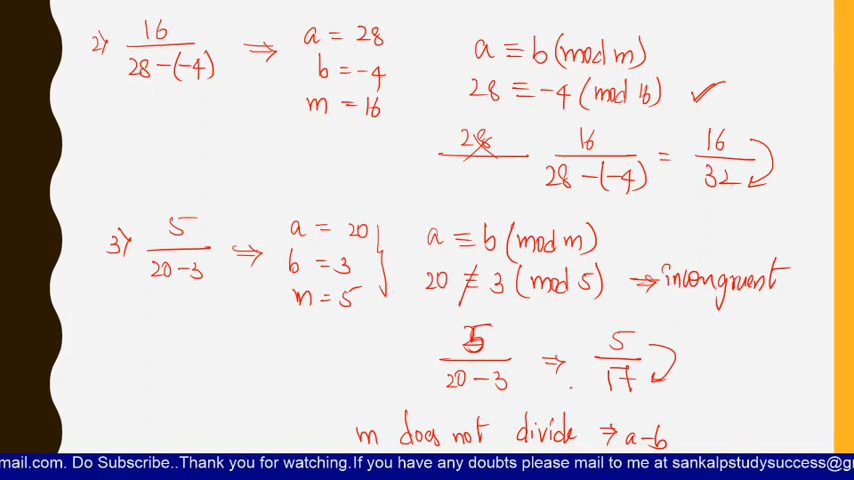 2) 16/28-(-4) ⇒ a = 28
b = -4
m = 16
a ≡ b (mod m)
28 ≡ -4 (mod 16) ✓
28 16/28-(-4) = 16/32
3) 5/20-3 ⇒ a = 20
b = 3
m = 5
a ≡ b (mod m)
20 ≢ 3 (mod 5) → incongruent
5/20-3 ⇒ 5/17
m does not divide ⇒ a-b
mail.com. Do Subscribe..Thank you for watching.If you have any doubts please mail to me at sankalpstudysuccess@g